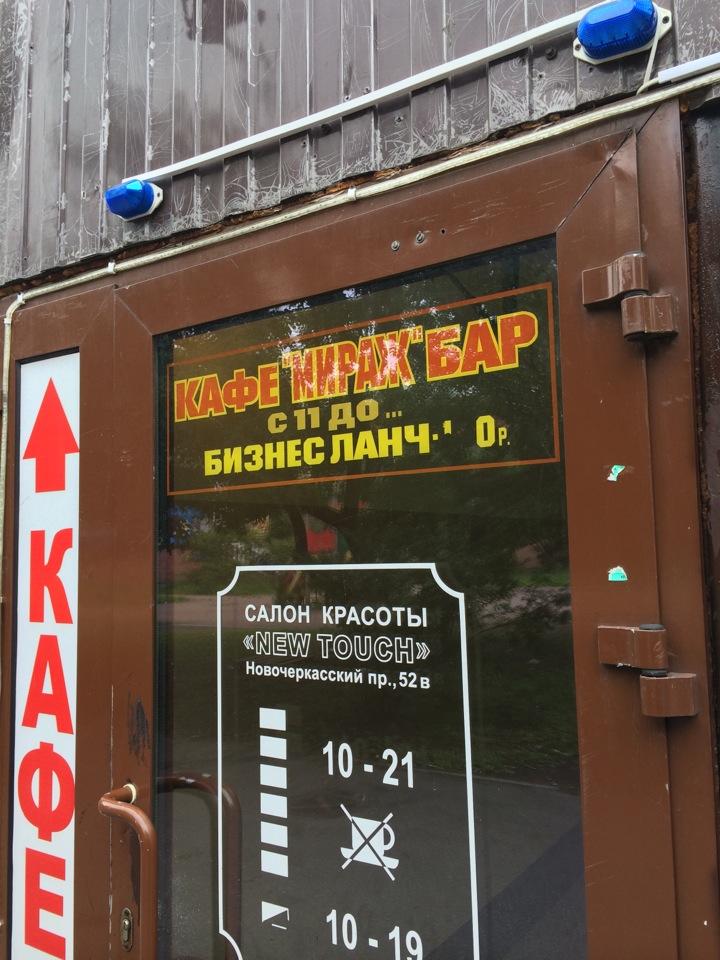 КАФЕ "МИРАЖ" БАР
С 11 ДО ...
БИЗНЕС ЛАНЧ - 0р.
КАФЕ
САЛОН КРАСОТЫ
«NEW TOUCH»
Новочеркасский пр., 52 в
10 - 21
10 - 19